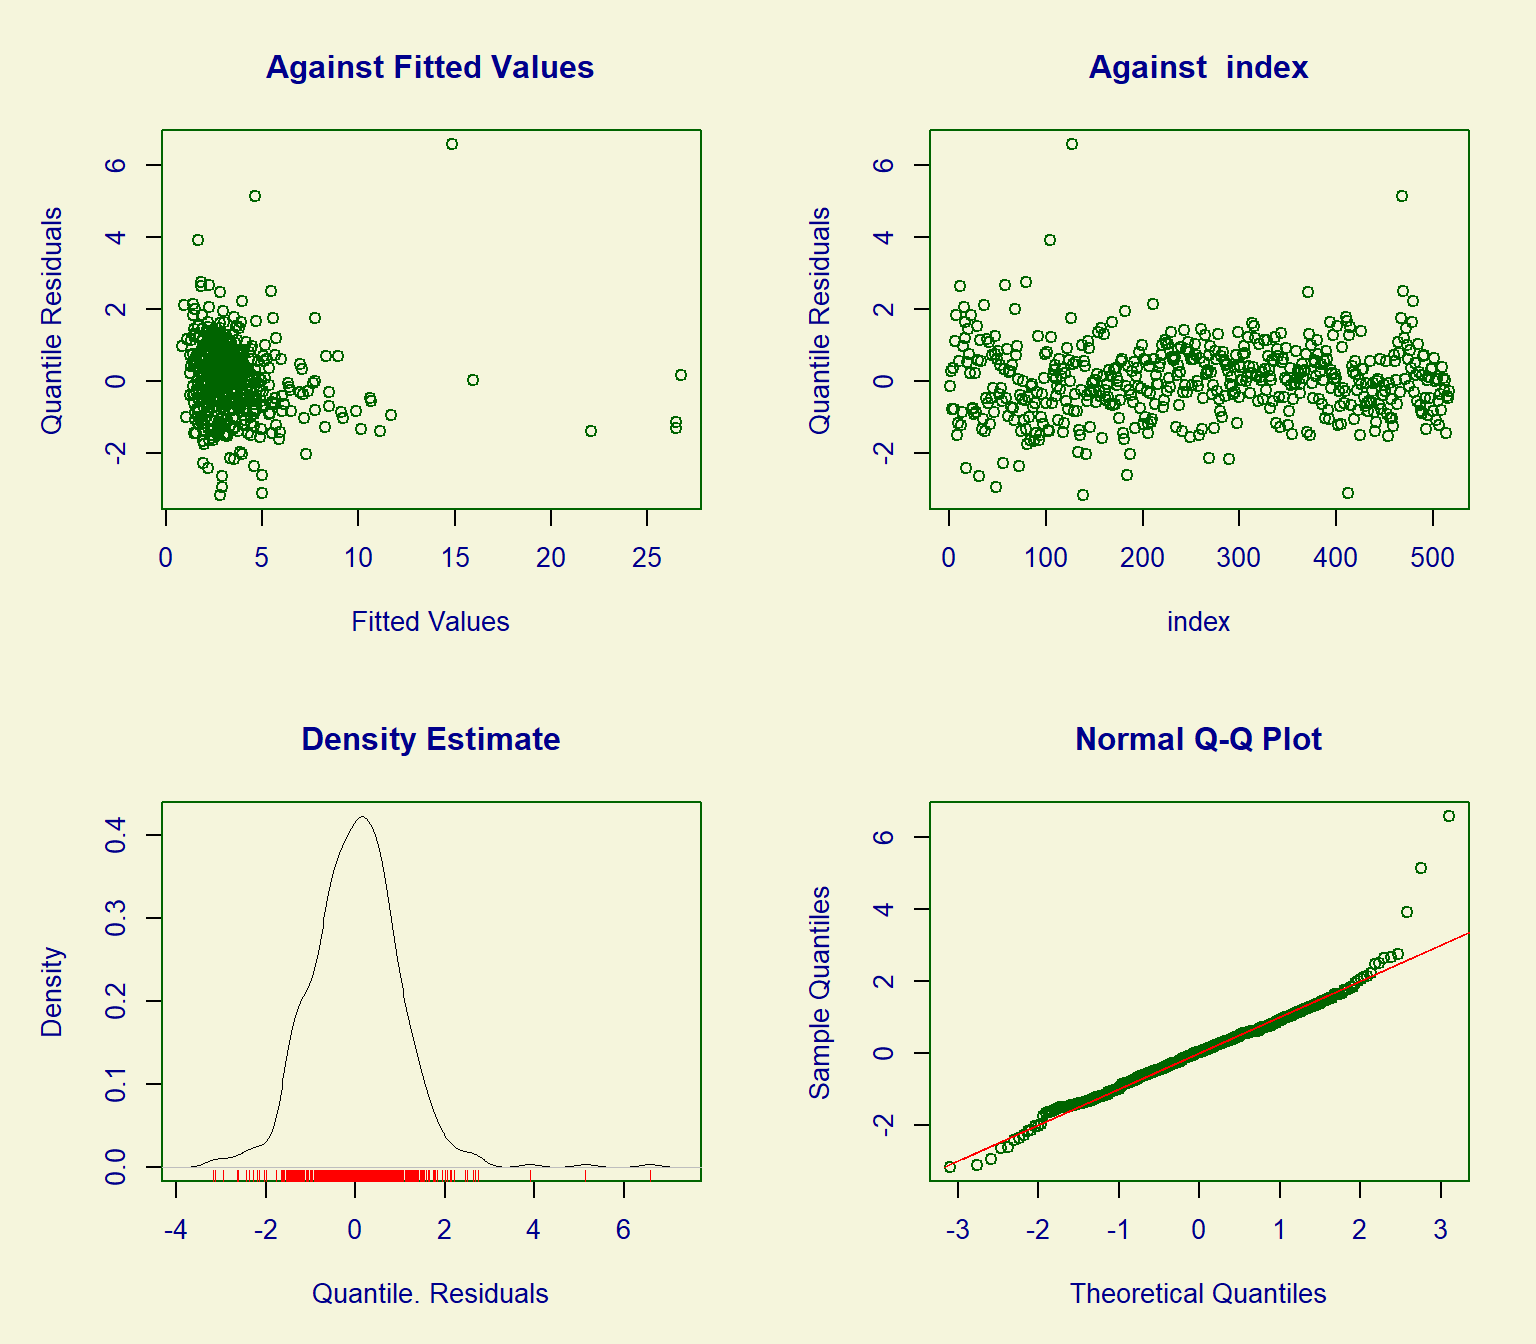 Against Fitted Values
Quantile Residuals
-2 0 2 4 6
0 5 10 15 20 25
Fitted Values
Against  index
Quantile Residuals
-2 0 2 4 6
0 100 200 300 400 500
index
Density Estimate
Density
0.0 0.1 0.2 0.3 0.4
-4 -2 0 2 4 6
Quantile. Residuals
Normal Q-Q Plot
Sample Quantiles
-2 0 2 4 6
-3 -2 -1 0 1 2 3
Theoretical Quantiles